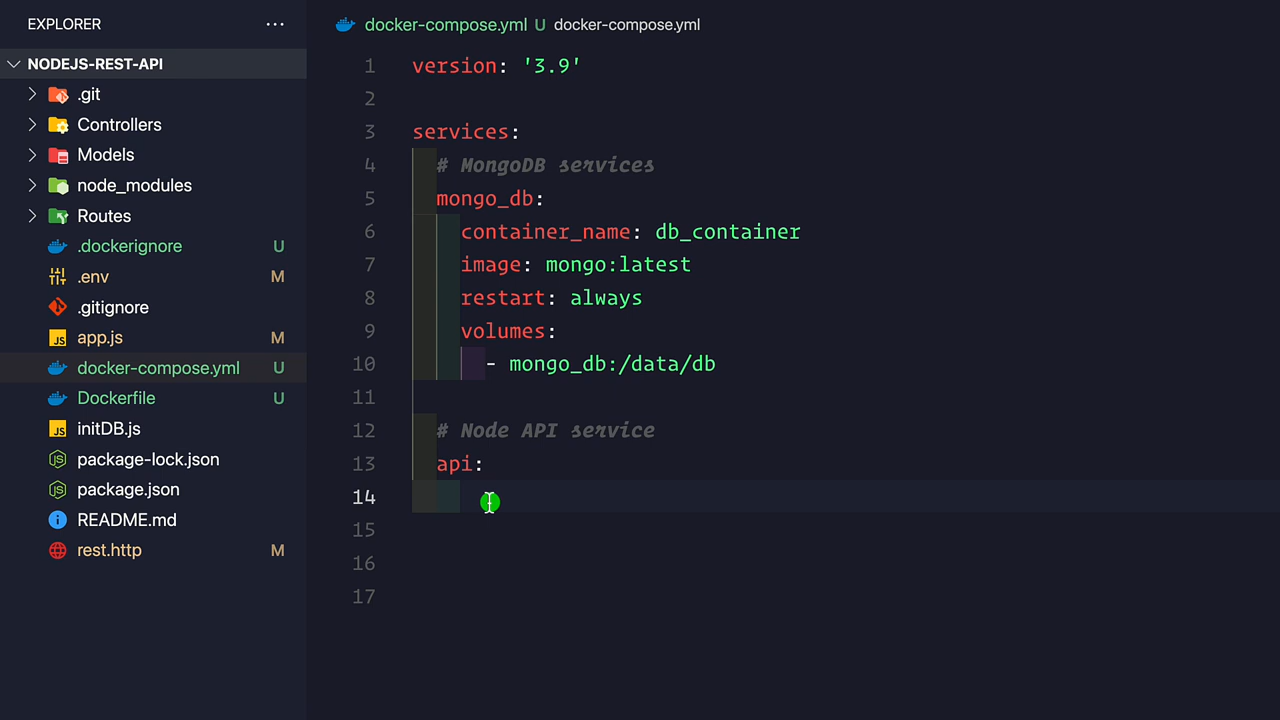 EXPLORER ...
NODEJS-REST-API
.git
Controllers
Models
node_modules
Routes
.dockerignore U
.env M
.gitignore
JS app.js M
docker-compose.yml U
Dockerfile U
JS initDB.js
package-lock.json
package.json
README.md
rest.http M
docker-compose.yml U docker-compose.yml
1 version: '3.9'
2
3 services:
4 # MongoDB services
5 mongo_db:
6 container_name: db_container
7 image: mongo:latest
8 restart: always
9 volumes:
10 - mongo_db:/data/db
11
12 # Node API service
13 api:
14
15
16
17